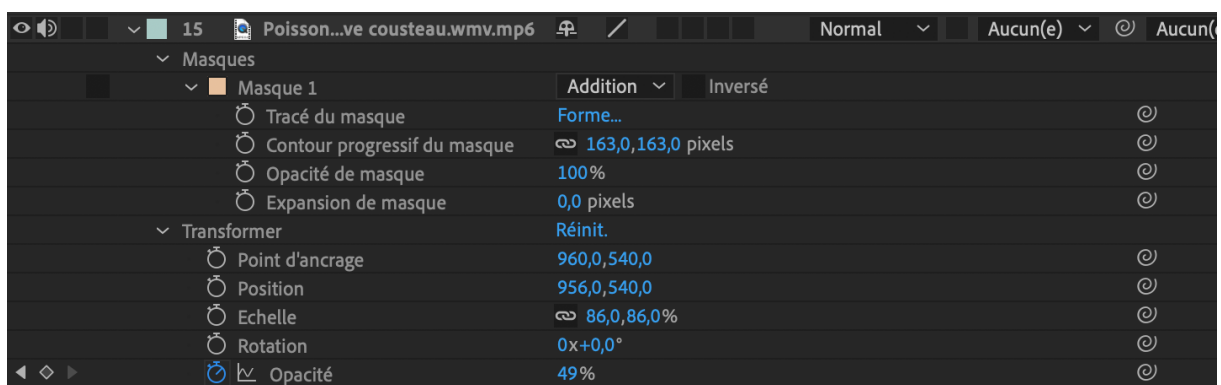 15 Poisson...ve cousteau.wmv.mp6 Normal Aucun(e) Aucun(
Masques
Masque 1 Addition Inversé
Tracé du masque Forme...
Contour progressif du masque 163,0,163,0 pixels
Opacité de masque 100%
Expansion de masque 0,0 pixels
Transformer Réinit.
Point d'ancrage 960,0,540,0
Position 956,0,540,0
Echelle 86,0,86,0%
Rotation 0x+0,0°
Opacité 49%